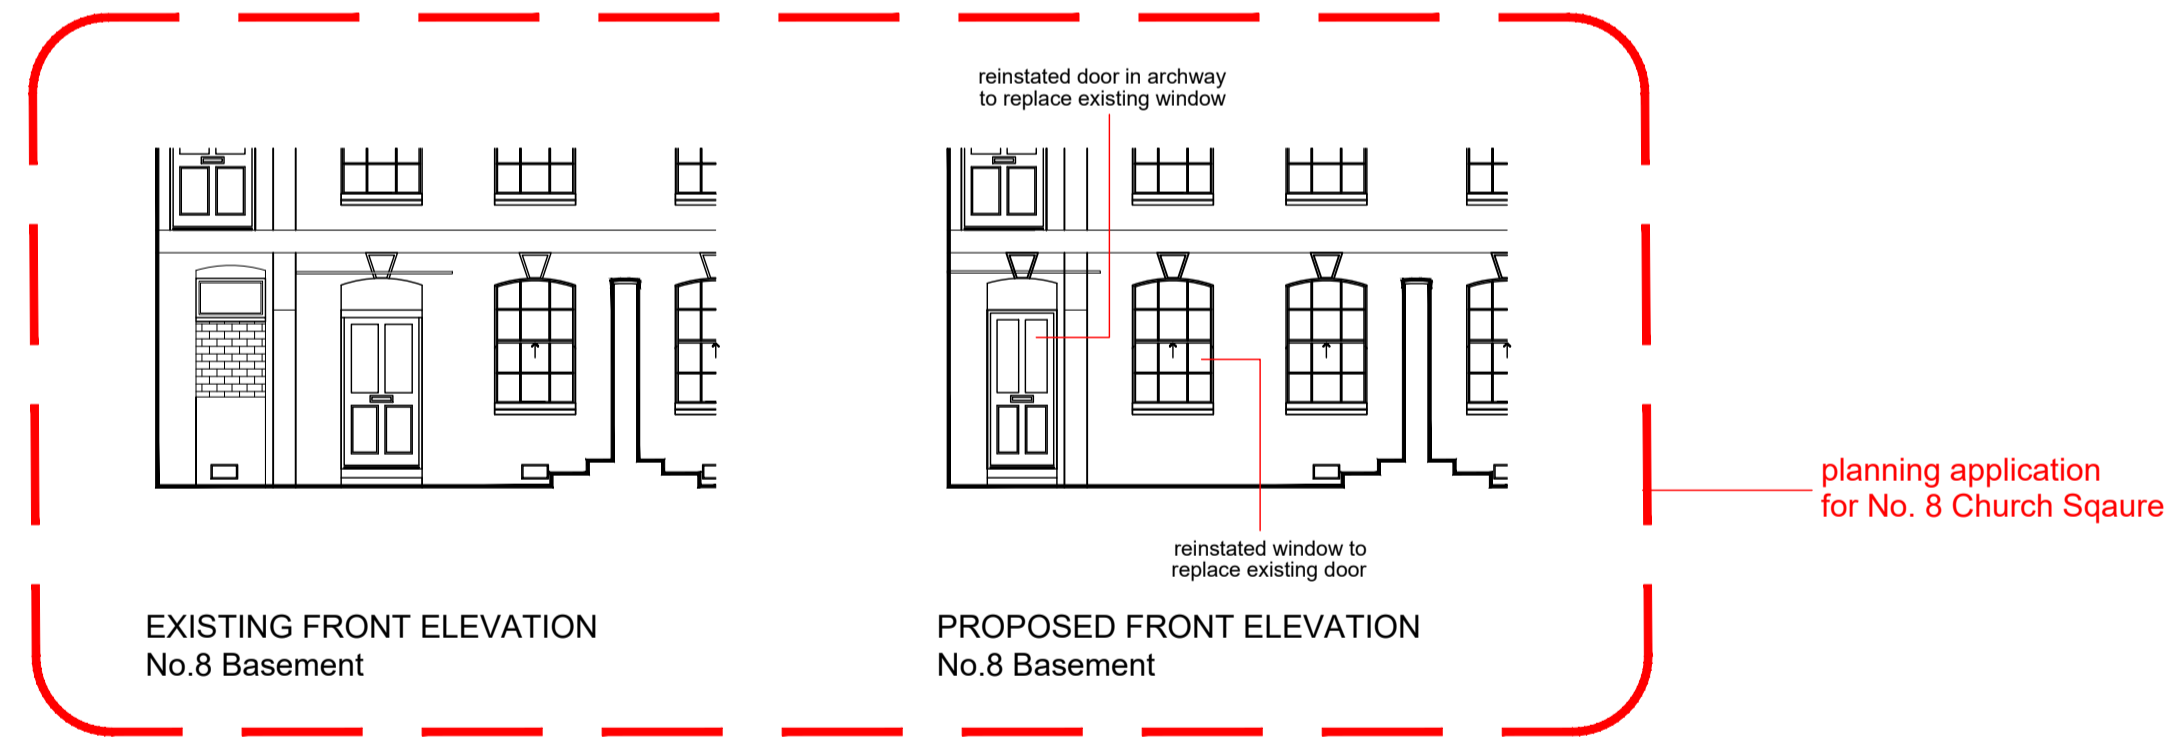 reinstated door in archway
to replace existing window
reinstated window to
replace existing door
EXISTING FRONT ELEVATION
No.8 Basement
PROPOSED FRONT ELEVATION
No.8 Basement
planning application
for No. 8 Church Sqaure